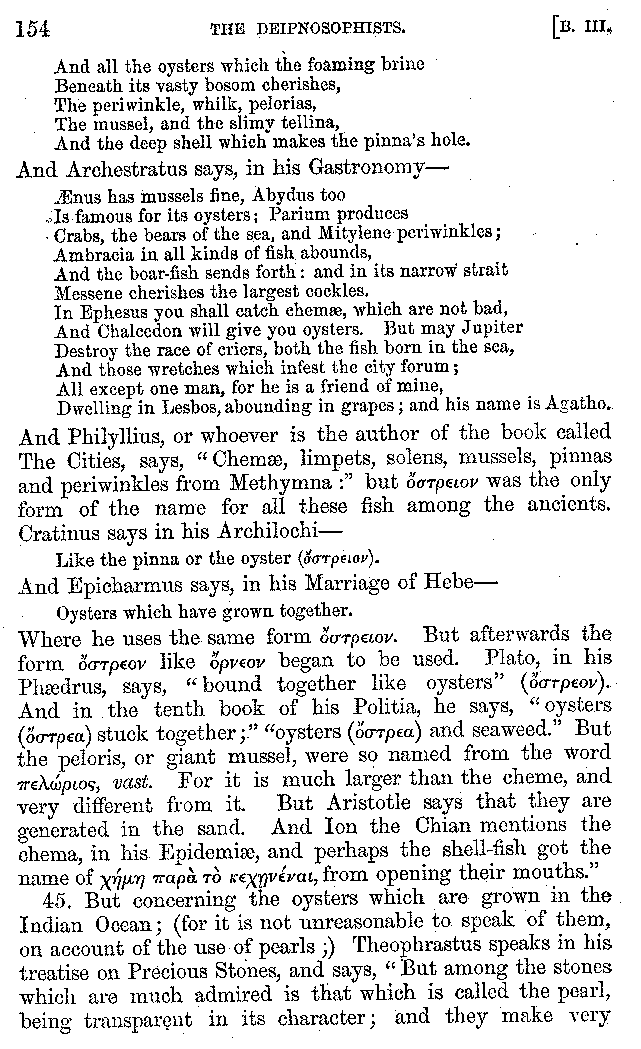 154 THE DEIPNOSOPHISTS. [B. III.
And all the oysters which the foaming brine
Beneath its vasty bosom cherishes,
The periwinkle, whilk, pelorias,
The mussel, and the slimy tellina,
And the deep shell which makes the pinna's hole.
And Archestratus says, in his Gastronomy—
Ænus has mussels fine, Abydus too
Is famous for its oysters; Parium produces
Crabs, the bears of the sea, and Mitylene periwinkles;
Ambracia in all kinds of fish abounds,
And the boar-fish sends forth: and in its narrow strait
Messene cherishes the largest cockles.
In Ephesus you shall catch chemæ, which are not bad,
And Chalcedon will give you oysters. But may Jupiter
Destroy the race of criers, both the fish born in the sea,
And those wretches which infest the city forum;
All except one man, for he is a friend of mine,
Dwelling in Lesbos, abounding in grapes; and his name is Agatho.
And Philyllius, or whoever is the author of the book called
The Cities, says, "Chemæ, limpets, solens, mussels, pinnas
and periwinkles from Methymna:" but ὄστρειον was the only
form of the name for all these fish among the ancients.
Cratinus says in his Archilochi—
Like the pinna or the oyster (ὄστρειον).
And Epicharmus says, in his Marriage of Hebe—
Oysters which have grown together.
Where he uses the same form ὄστρειον. But afterwards the
form ὄστρεον like ὄρνεον began to be used. Plato, in his
Phædrus, says, "bound together like oysters" (ὄστρεον).
And in the tenth book of his Politia, he says, "oysters
(ὄστρεα) stuck together;" "oysters (ὄστρεα) and seaweed." But
the peloris, or giant mussel, were so named from the word
πελώριος, vast. For it is much larger than the cheme, and
very different from it. But Aristotle says that they are
generated in the sand. And Ion the Chian mentions the
chema, in his Epidemiæ, and perhaps the shell-fish got the
name of χήμη παρὰ τὸ κεχηνέναι, from opening their mouths."
45. But concerning the oysters which are grown in the
Indian Ocean; (for it is not unreasonable to speak of them,
on account of the use of pearls;) Theophrastus speaks in his
treatise on Precious Stones, and says, "But among the stones
which are much admired is that which is called the pearl,
being transparent in its character; and they make very